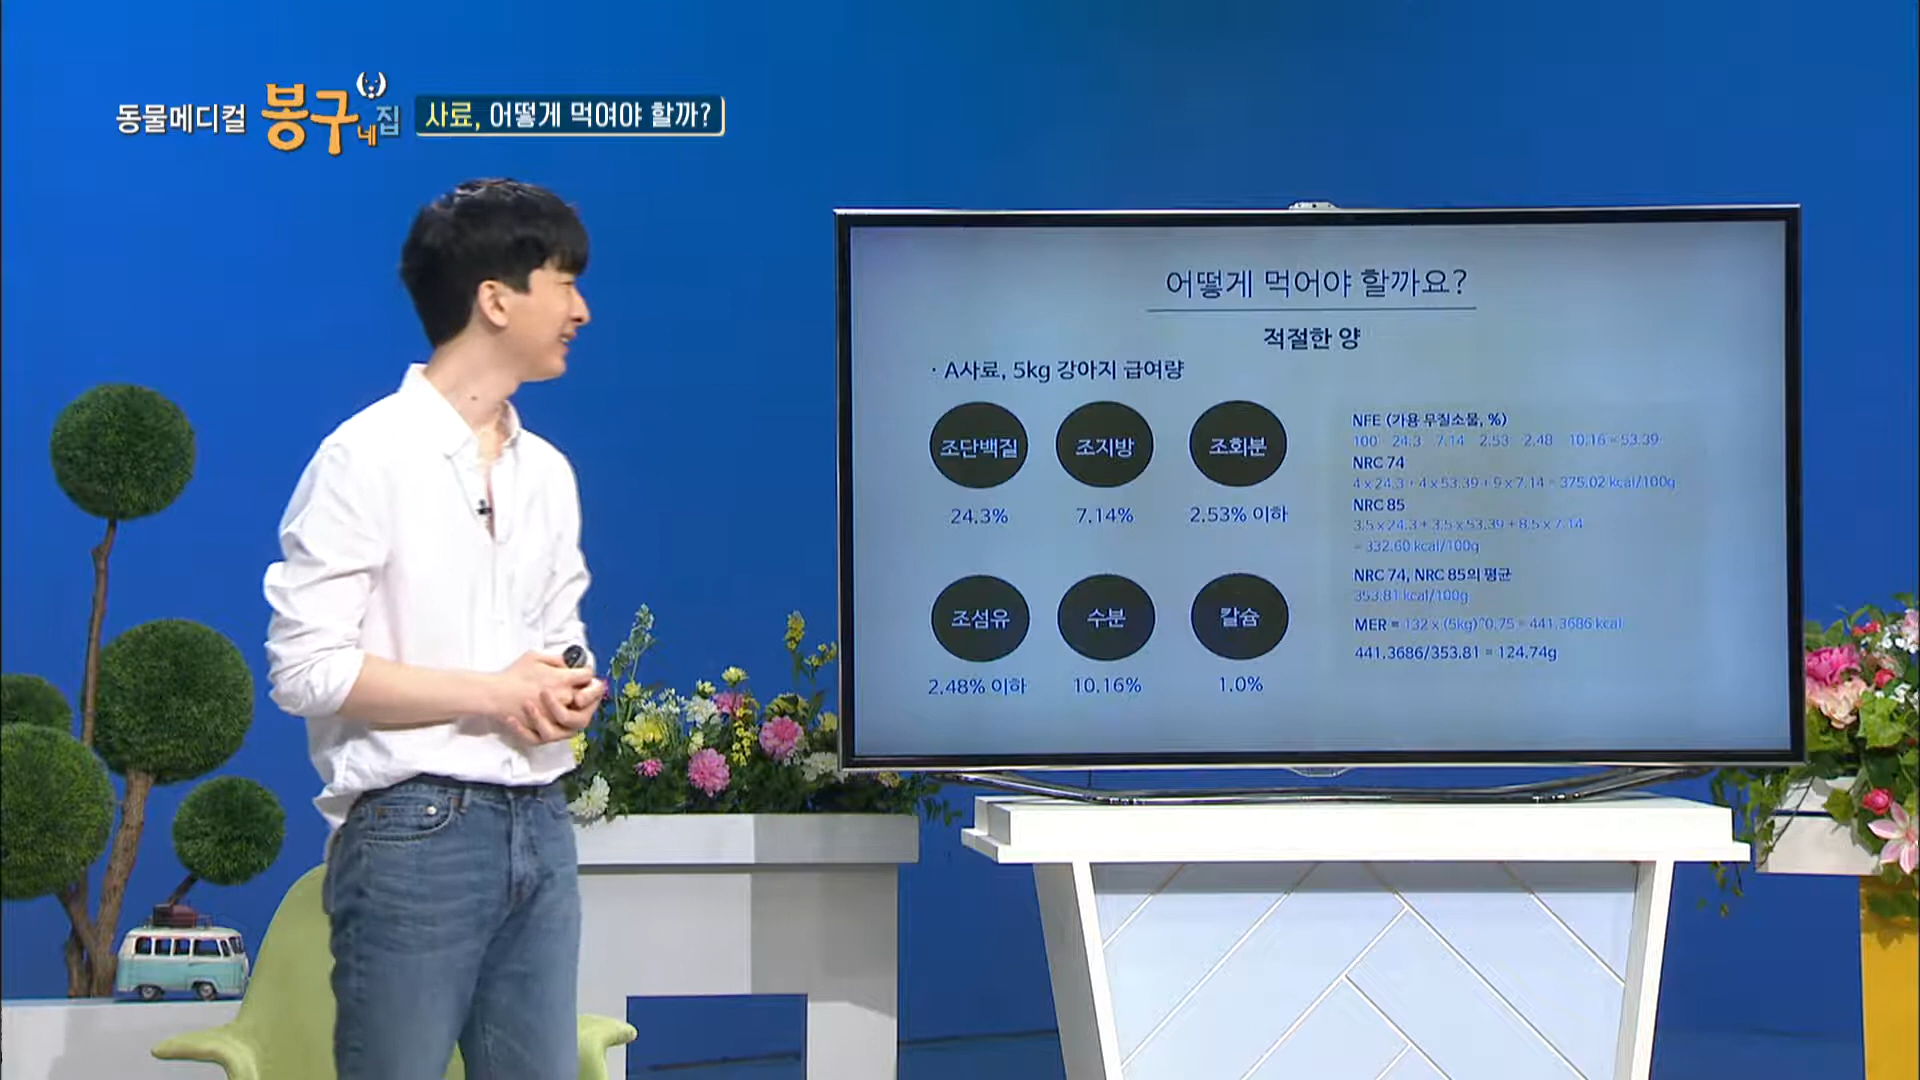 동물메디컬 봉구네집 사료, 어떻게 먹여야 할까?
어떻게 먹어야 할까요?
적절한 양
· A사료, 5kg 강아지 급여량
조단백질 조지방 조회분
24.3% 7.14% 2.53% 이하
조섬유 수분 칼슘
2.48% 이하 10.16% 1.0%
NFE (가용 무질소물, %)
100 24.3 7.14 2.53 2.48 10.16 = 53.39
NRC 74
4 x 24.3 + 4 x 53.39 + 9 x 7.14 = 375.02 kcal/100g
NRC 85
3.5 x 24.3 + 3.5 x 53.39 + 8.5 x 7.14
= 332.60 kcal/100g
NRC 74, NRC 85의 평균
353.81 kcal/100g
MER = 132 x (5kg)^0.75 = 441.3686 kcal
441.3686/353.81 = 124.74g